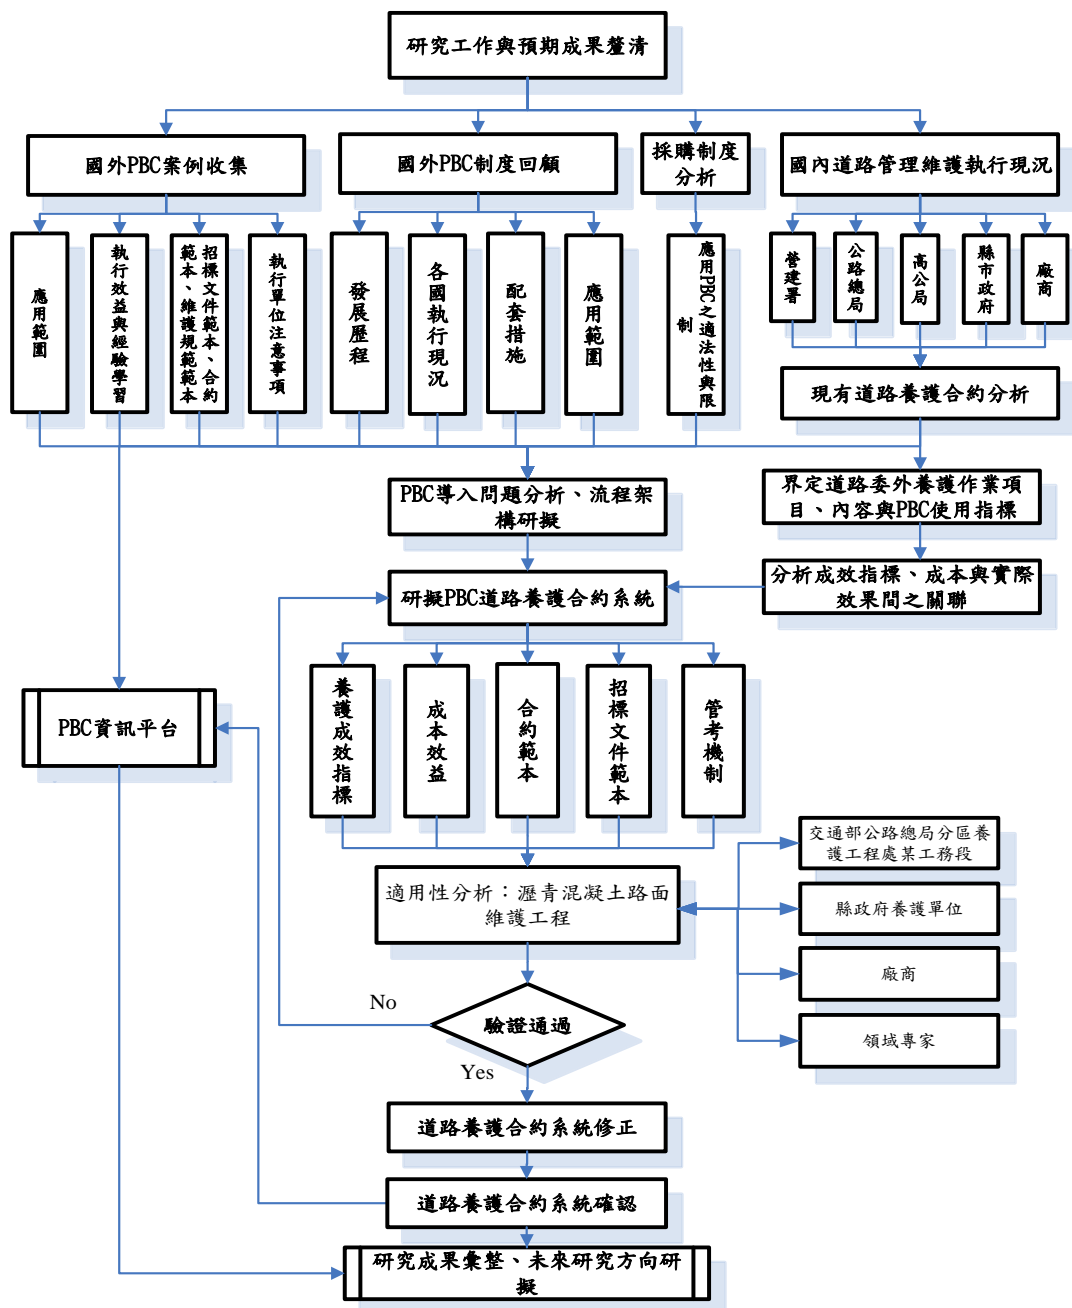 研究工作與預期成果釐清
國外PBC案例收集
國外PBC制度回顧
採購制度
分析
國內道路管理維護執行現況
應用範圍
執行效益與經驗學習
招標文件範本、合約
範本、維護規範範本
執行單位注意事項
發展歷程
各國執行現況
配套措施
應用範圍
應用PBC之適法性與限
制
營建署
公路總局
高公局
縣市政府
廠商
現有道路養護合約分析
PBC導入問題分析、流程架
構研擬
界定道路委外養護作業項
目、內容與PBC使用指標
研擬PBC道路養護合約系統
分析成效指標、成本與實際
效果間之關聯
PBC資訊平台
養護成效指標
成本效益
合約範本
招標文件範本
管考機制
適用性分析：瀝青混凝土路面
維護工程
交通部公路總局分區養
護工程處某工務段
縣政府養護單位
廠商
領域專家
No
驗證通過
Yes
道路養護合約系統修正
道路養護合約系統確認
研究成果彙整、未來研究方向研
擬